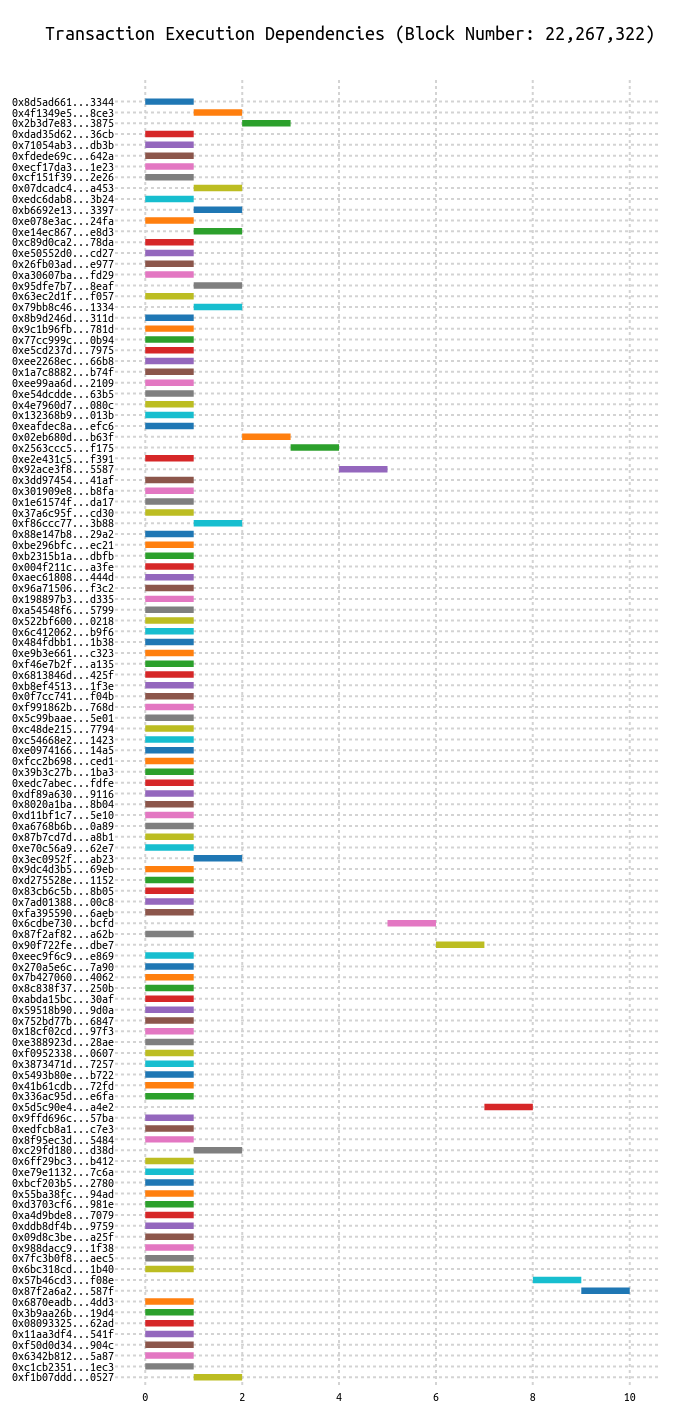 Transaction Execution Dependencies (Block Number: 22,267,322)
0x8d5ad661...3344
0x4f1349e5...8ce3
0x2b3d7e83...3875
0xdad35d62...36cb
0x71054ab3...db3b
0xfdede69c...642a
0xecf17da3...1e23
0xcf151f39...2e26
0x07dcadc4...a453
0xedc6dab8...3b24
0xb6692e13...3397
0xe078e3ac...24fa
0xe14ec867...e8d3
0xc89d0ca2...78da
0xe50552d0...cd27
0x26fb03ad...e977
0xa30607ba...fd29
0x95dfe7b7...8eaf
0x63ec2d1f...f057
0x79bb8c46...1334
0x8b9d246d...311d
0x9c1b96fb...781d
0x77cc999c...0b94
0xe5cd237d...7975
0xee2268ec...66b8
0x1a7c8882...b74f
0xee99aa6d...2109
0xe54dcdde...63b5
0x4e7960d7...080c
0x132368b9...013b
0xeafdec8a...efc6
0x02eb680d...b63f
0x2563ccc5...f175
0xe2e431c5...f391
0x92ace3f8...5587
0x3dd97454...41af
0x301909e8...b8fa
0x1e61574f...da17
0x37a6c95f...cd30
0xf86ccc77...3b88
0x88e147b8...29a2
0xbe296bfc...ec21
0xb2315b1a...dbfb
0x004f211c...a3fe
0xaec61808...444d
0x96a71506...f3c2
0x198897b3...d335
0xa54548f6...5799
0x522bf600...0218
0x6c412062...b9f6
0x484fdbb1...1b38
0xe9b3e661...c323
0xf46e7b2f...a135
0x6813846d...425f
0xb8ef4513...1f3e
0x0f7cc741...f04b
0xf991862b...768d
0x5c99baae...5e01
0xc48de215...7794
0xc54668e2...1423
0xe0974166...14a5
0xfcc2b698...ced1
0x39b3c27b...1ba3
0xedc7abec...fdfe
0xdf89a630...9116
0x8020a1ba...8b04
0xd11bf1c7...5e10
0xa6768b6b...0a89
0x87b7cd7d...a8b1
0xe70c56a9...62e7
0x3ec0952f...ab23
0x9dc4d3b5...69eb
0xd275528e...1152
0x83cb6c5b...8b05
0x7ad01388...00c8
0xfa395590...6aeb
0x6cdbe730...bcfd
0x87f2af82...a62b
0x90f722fe...dbe7
0xeec9f6c9...e869
0x270a5e6c...7a90
0x7b427060...4062
0x8c838f37...250b
0xabda15bc...30af
0x59518b90...9d0a
0x752bd77b...6847
0x18cf02cd...97f3
0xe388923d...28ae
0xf0952338...0607
0x3873471d...7257
0x5493b80e...b722
0x41b61cdb...72fd
0x336ac95d...e6fa
0x5d5c90e4...a4e2
0x9ffd696c...57ba
0xedfcb8a1...c7e3
0x8f95ec3d...5484
0xc29fd180...d38d
0x6ff29bc3...b412
0xe79e1132...7c6a
0xbcf203b5...2780
0x55ba38fc...94ad
0xd3703cf6...981e
0xa4d9bde8...7079
0xddb8df4b...9759
0x09d8c3be...a25f
0x988dacc9...1f38
0x7fc3b0f8...aec5
0x6bc318cd...1b40
0x57b46cd3...f08e
0x87f2a6a2...587f
0x6870eadb...4dd3
0x3b9aa26b...19d4
0x08093325...62ad
0x11aa3df4...541f
0xf50d0d34...904c
0x6342b812...5a87
0xc1cb2351...1ec3
0xf1b07ddd...0527
0 2 4 6 8 10